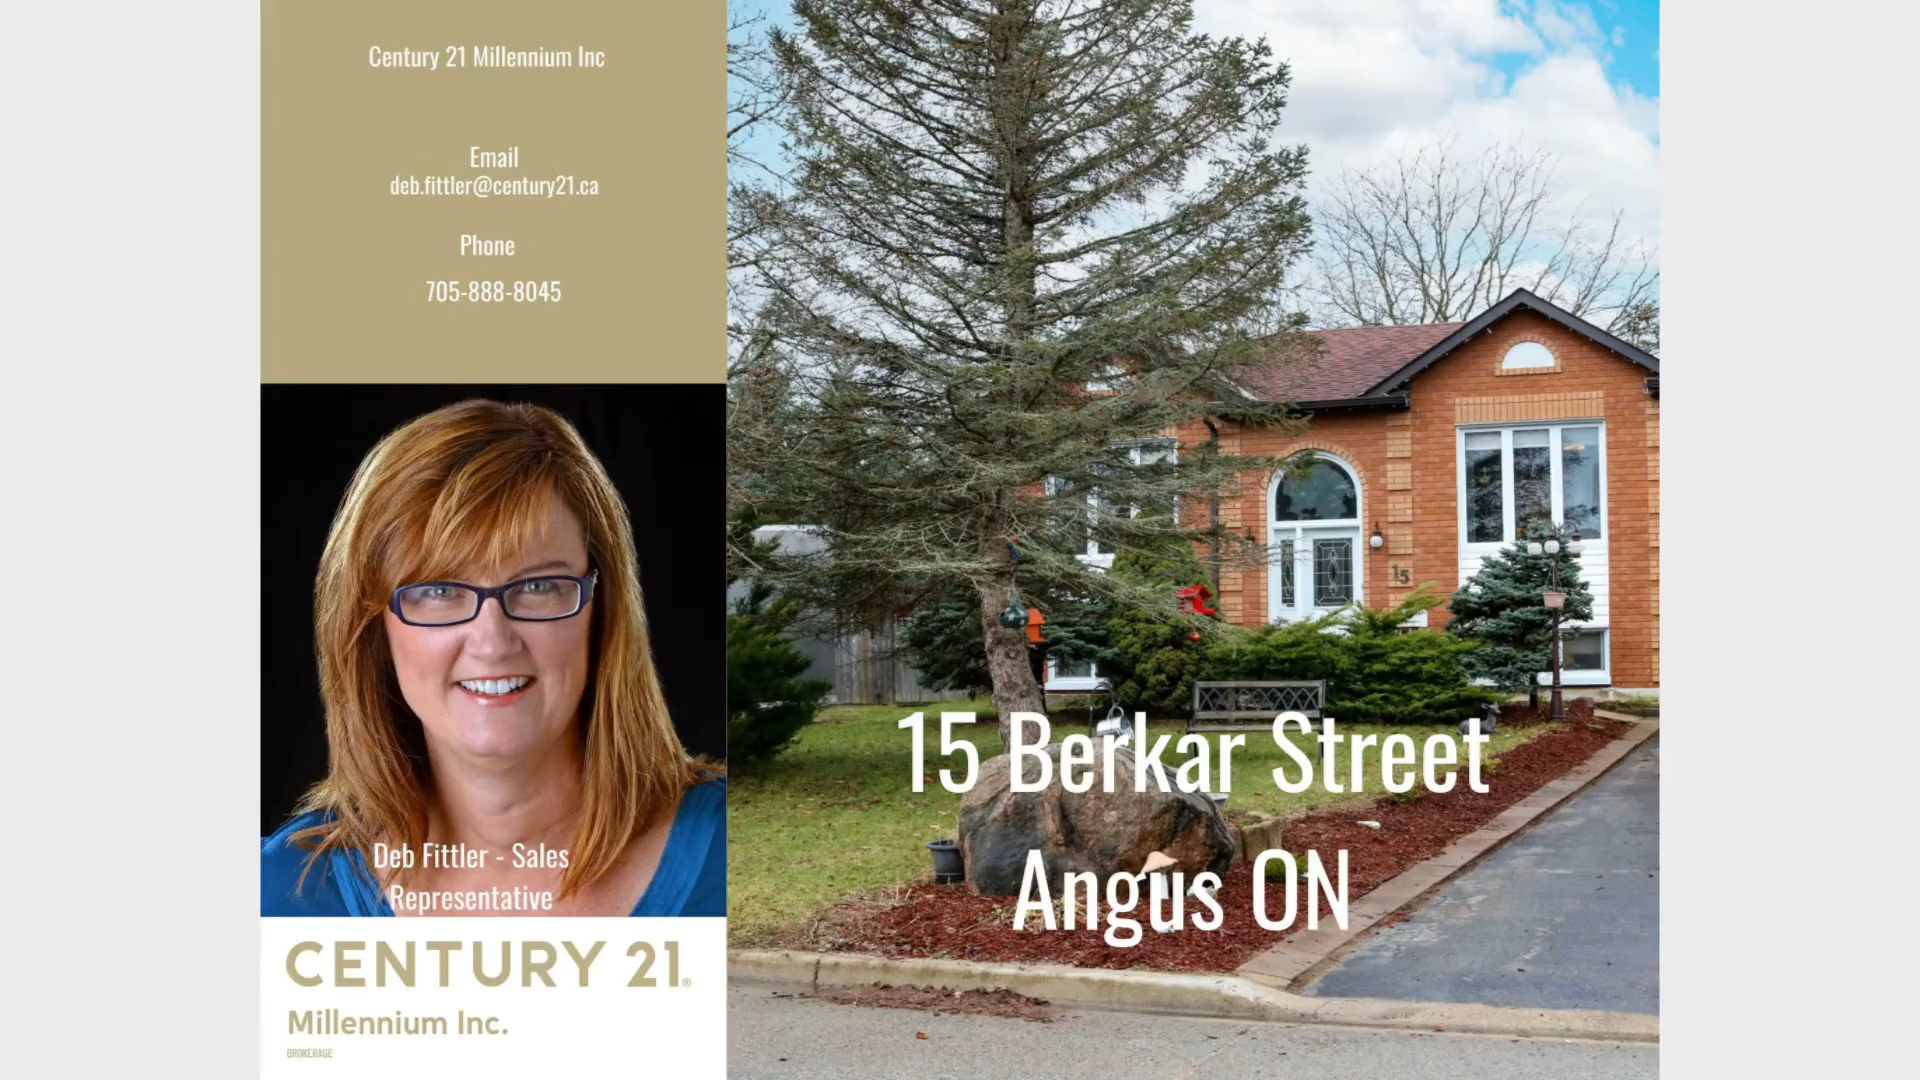 Century 21 Millennium Inc
Email
deb.fittler@century21.ca
Phone
705-888-8045
Deb Fittler - Sales
Representative
CENTURY 21®
Millennium Inc.
BROKERAGE
15
15 Berkar Street
Angus ON